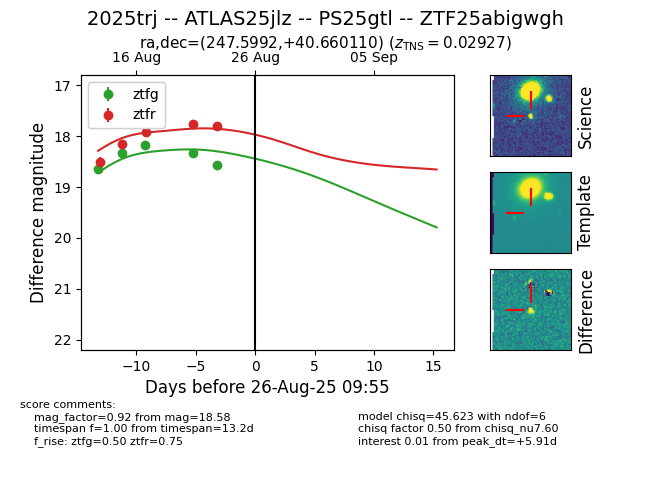 2025trj -- ATLAS25jlz -- PS25gtl -- ZTF25abigwgh
ra,dec=(247.5992,+40.660110) (z_TNS = 0.02927)
16 Aug 26 Aug 05 Sep
ztfg
ztfr
17
18
19
20
21
22
Difference magnitude
−10 −5 0 5 10 15
Days before 26-Aug-25 09:55
Science
Template
Difference
score comments:
mag_factor=0.92 from mag=18.58
timespan f=1.00 from timespan=13.2d
f_rise: ztfg=0.50 ztfr=0.75
model chisq=45.623 with ndof=6
chisq factor 0.50 from chisq_nu7.60
interest 0.01 from peak_dt=+5.91d